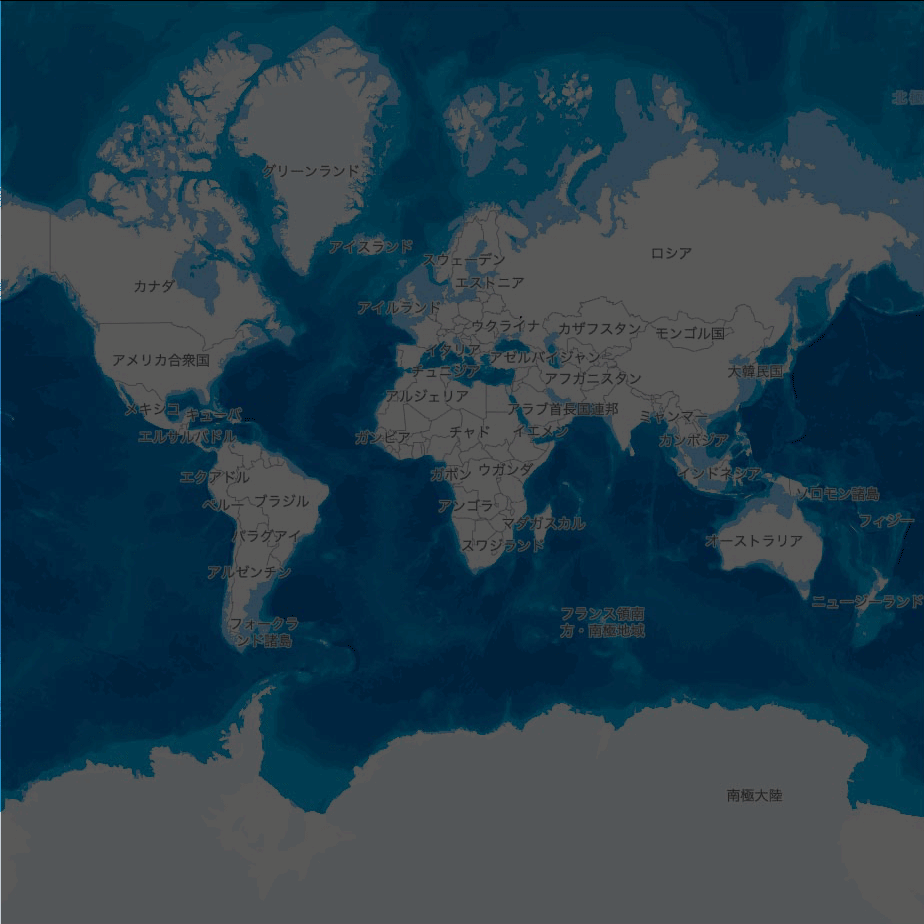 北極
グリーンランド
アイスランド
ロシア
スウェーデン
エストニア
カナダ
アイルランド
ウクライナ
カザフスタン
モンゴル国
イタリア
アゼルバイジャン
アメリカ合衆国
チュニジア
大韓民国
アフガニスタン
アルジェリア
メキシコ
キューバ
アラブ首長国連邦
ミャンマー
エルサルバドル
ガンビア
チャド
イエメン
カンボジア
エクアドル
ガボン
ウガンダ
インドネシア
ソロモン諸島
ペルー
ブラジル
アンゴラ
マダガスカル
フィジー
パラグアイ
スワジランド
オーストラリア
アルゼンチン
ニュージーランド
フォークラ
ンド諸島
フランス領南
方・南極地域
南極大陸